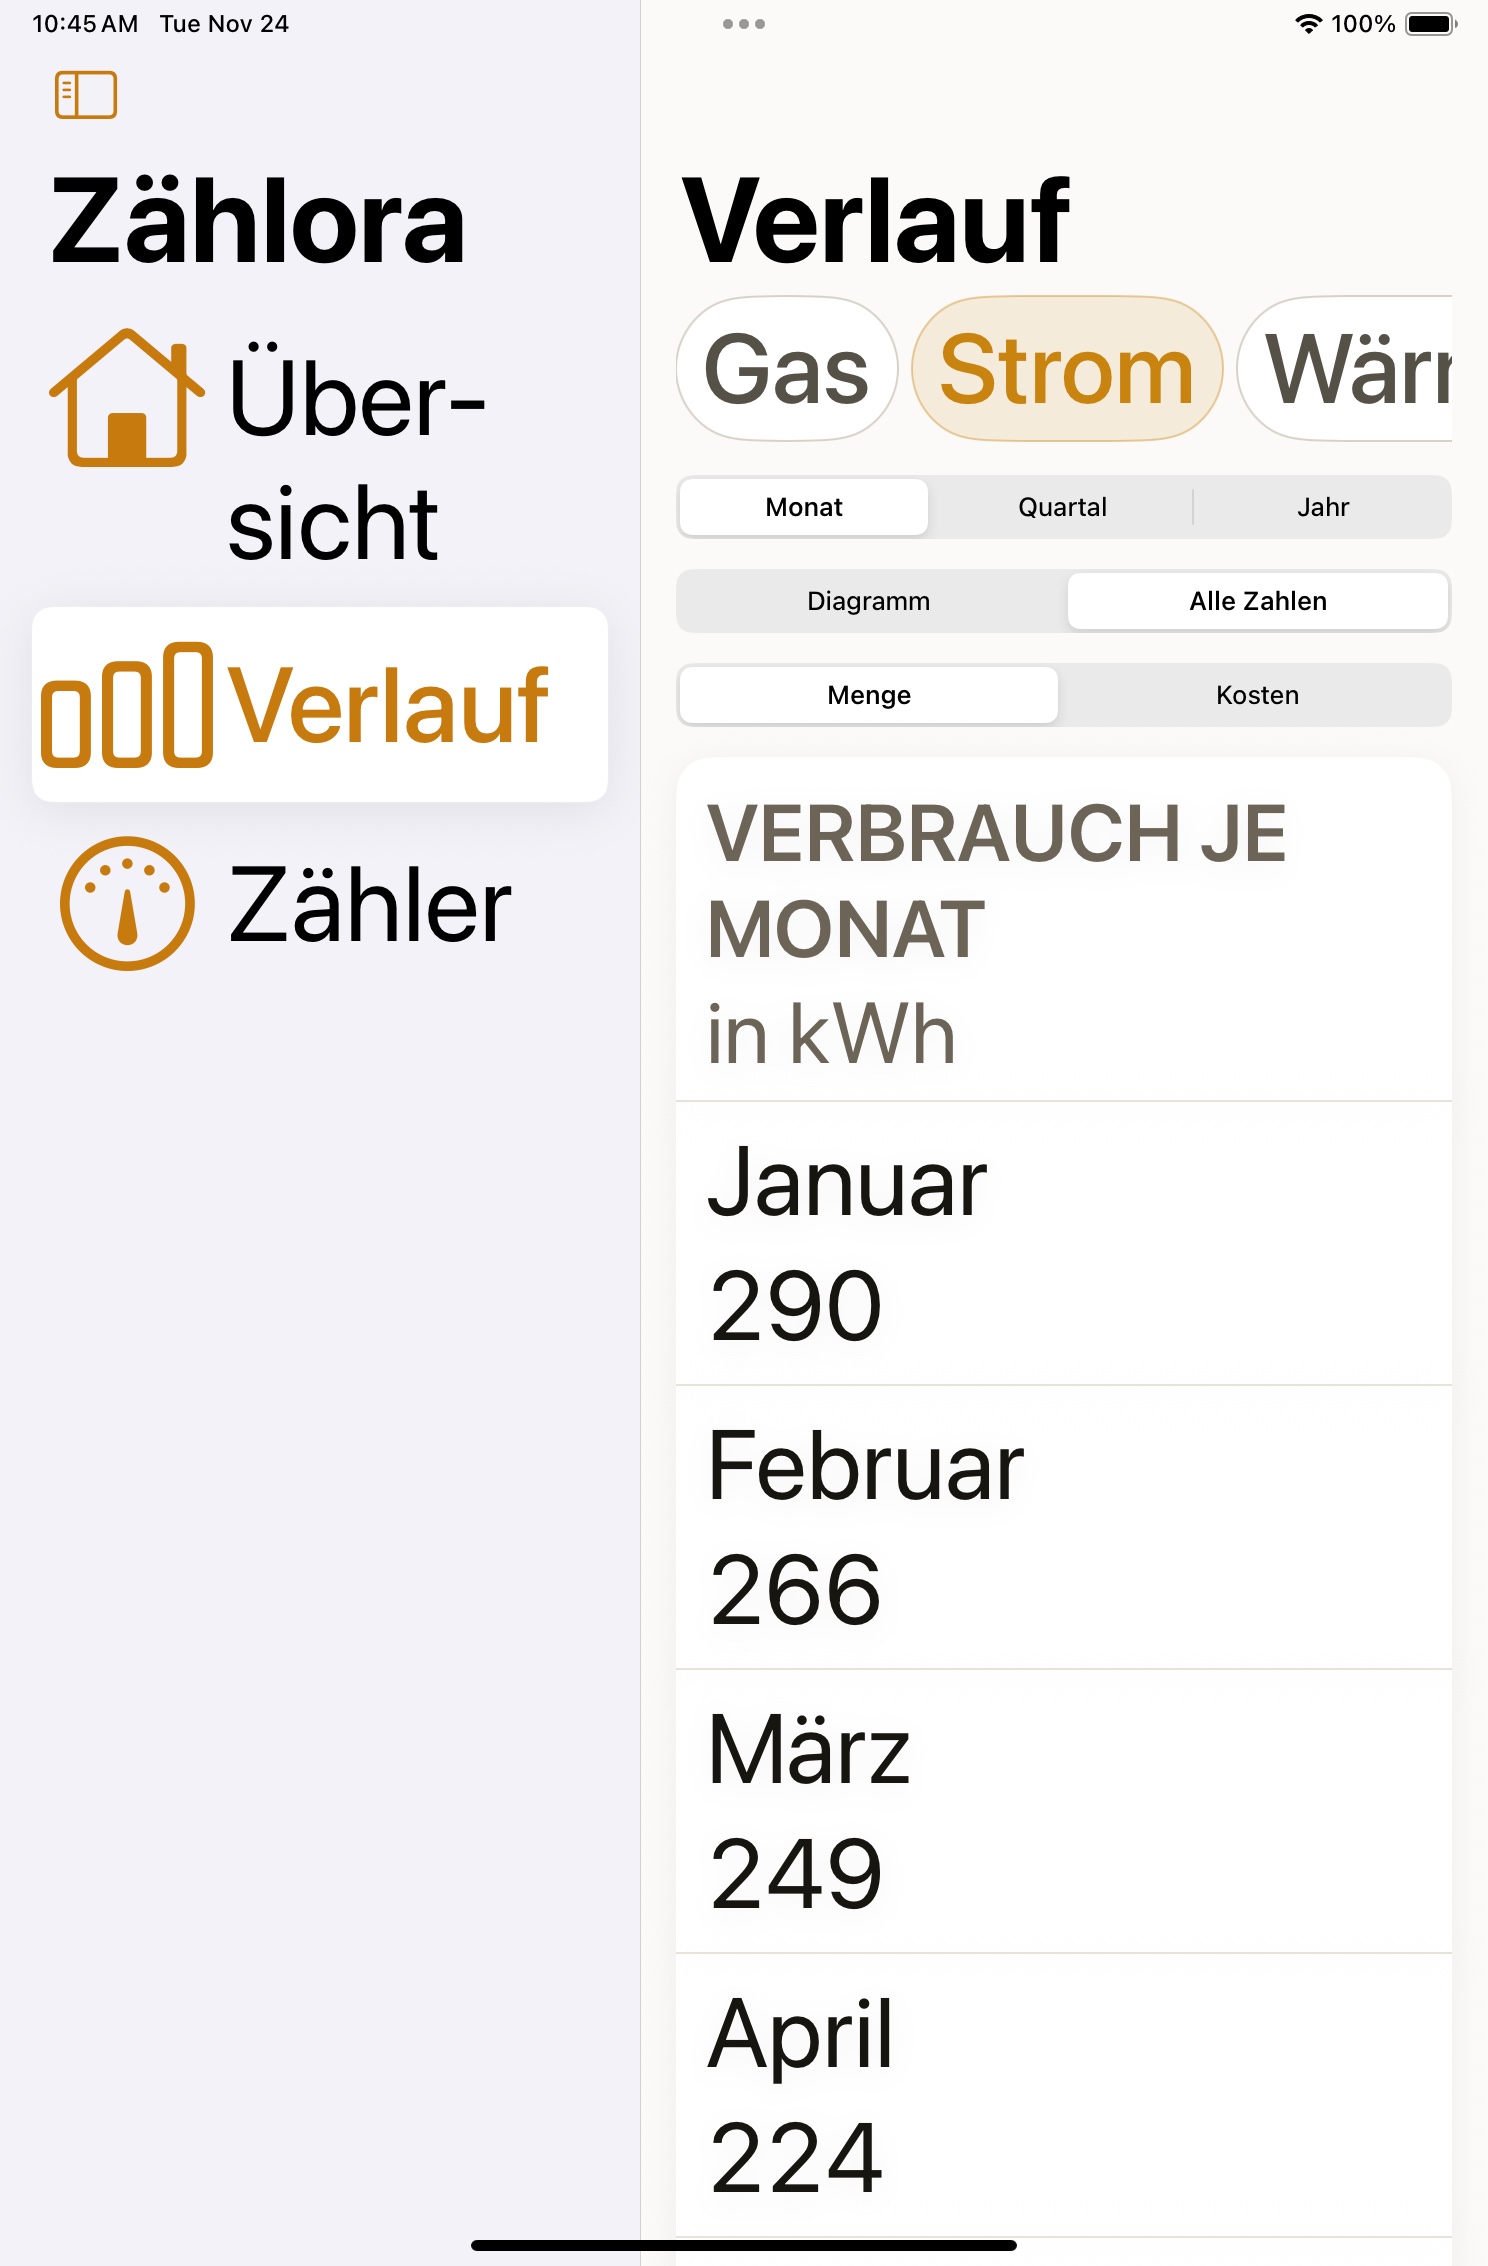 10:45 AM Tue Nov 24
100%
Zählora
Über-
sicht
Verlauf
Zähler
Verlauf
Gas Strom
Monat Quartal Jahr
Diagramm Alle Zahlen
Menge Kosten
VERBRAUCH JE
MONAT
in kWh
Januar
290
Februar
266
März
249
April
224